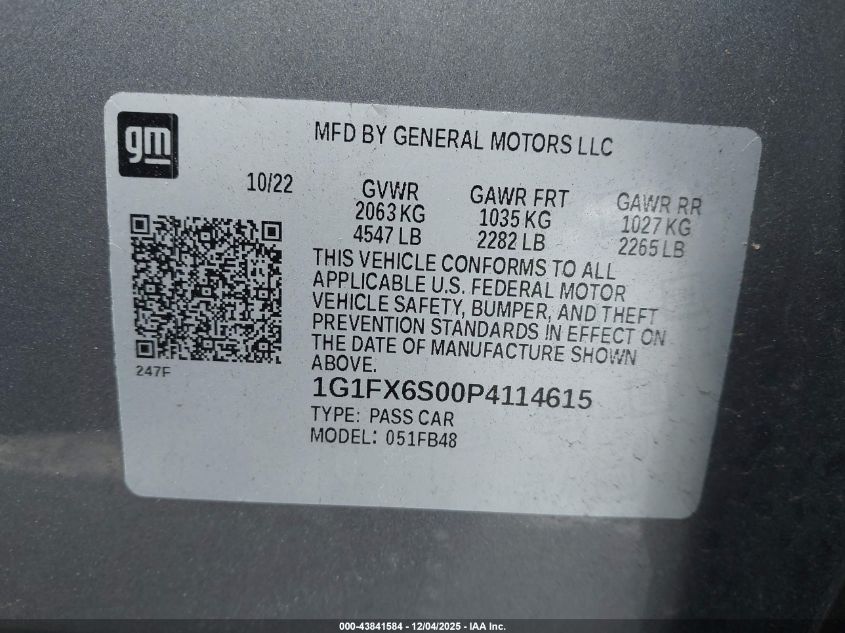 gm
MFD BY GENERAL MOTORS LLC
10/22
GVWR
2063 KG
4547 LB
GAWR FRT
1035 KG
2282 LB
GAWR RR
1027 KG
2265 LB
THIS VEHICLE CONFORMS TO ALL
APPLICABLE U.S. FEDERAL MOTOR
VEHICLE SAFETY, BUMPER, AND THEFT
PREVENTION STANDARDS IN EFFECT ON
THE DATE OF MANUFACTURE SHOWN
ABOVE.
247F
1G1FX6S00P4114615
TYPE: PASS CAR
MODEL: 051FB48
000-43841584 - 12/04/2025 - IAA Inc.